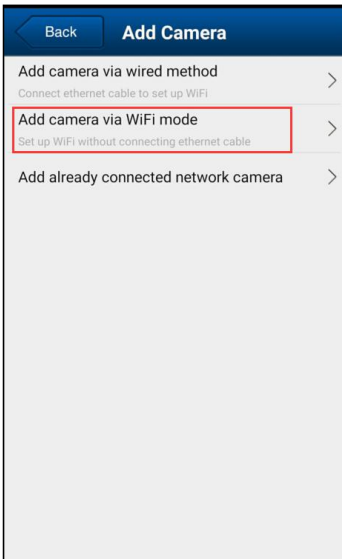 Back
Add Camera
Add camera via wired method
Connect ethernet cable to set up WiFi
Add camera via WiFi mode
Set up WiFi without connecting ethernet cable
Add already connected network camera